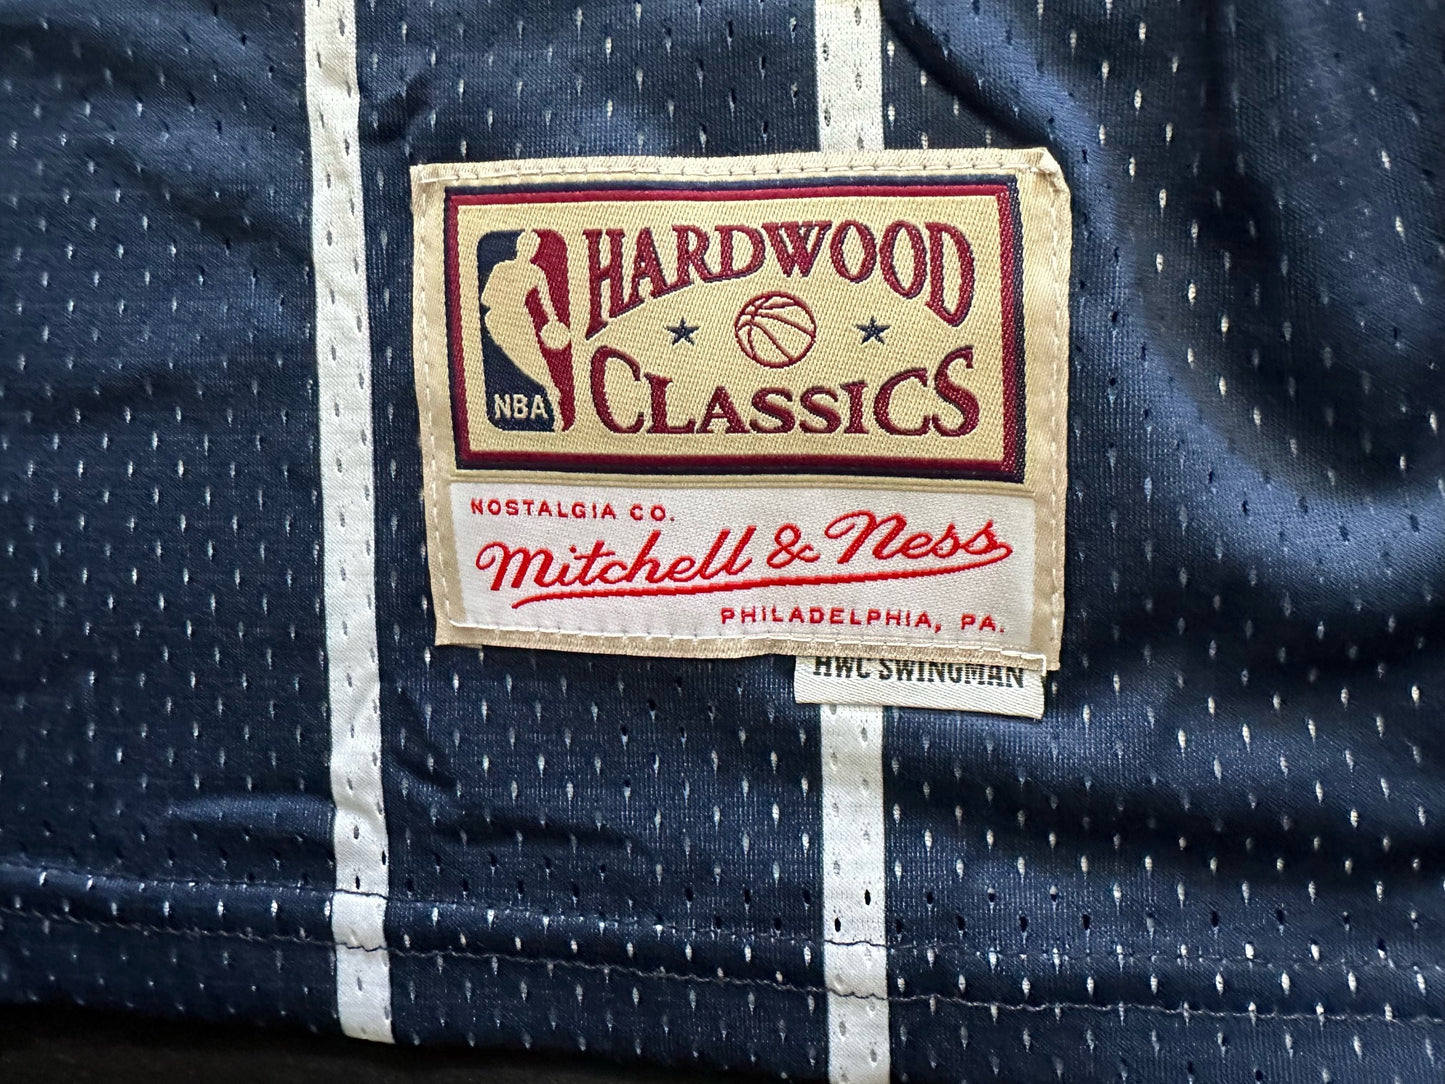 HARDWOOD
CLASSICS
NBA
NOSTALGIA CO.
Mitchell & Ness
PHILADELPHIA, PA.
HWC SWINGMAN